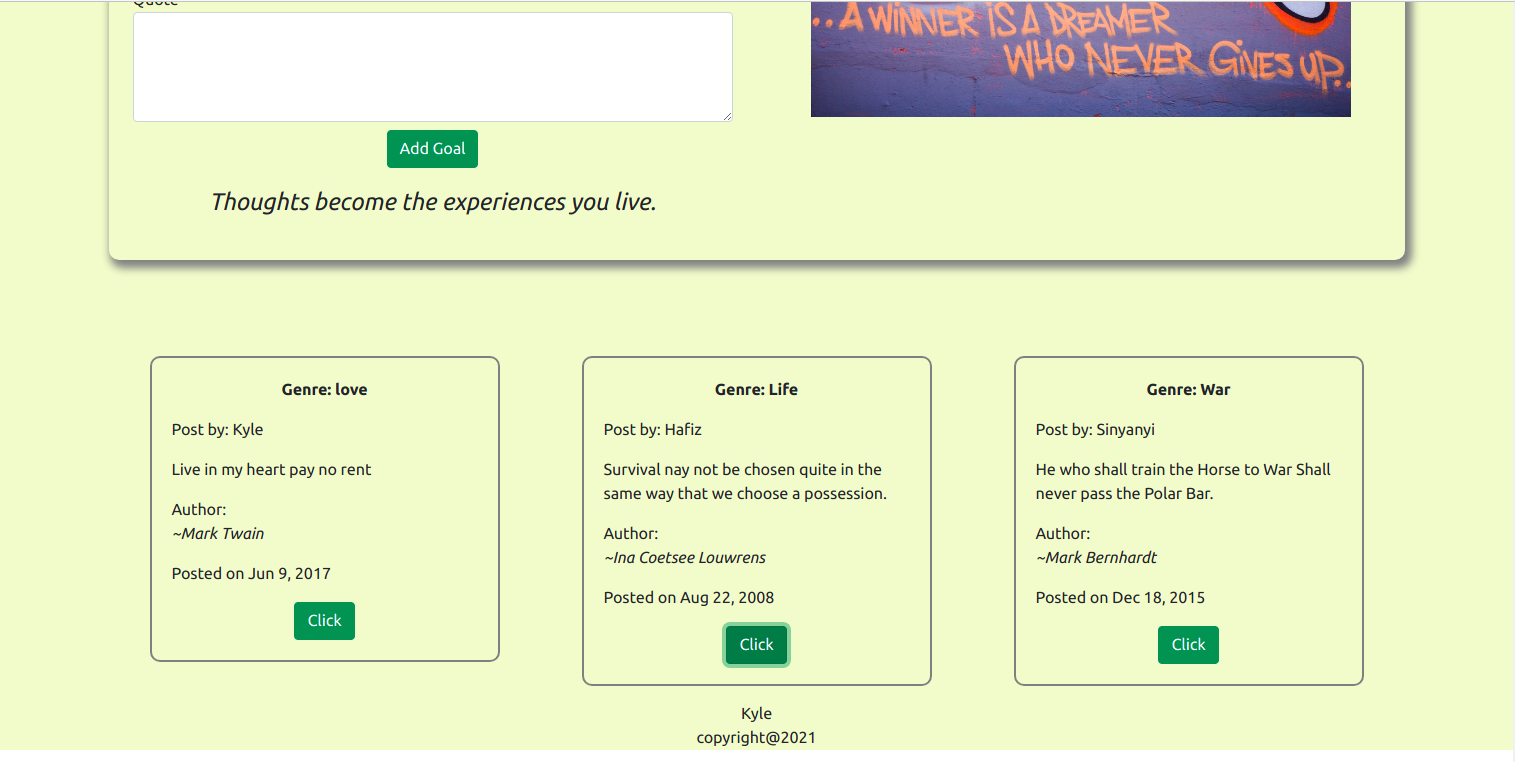 Quote
..A WINNER IS A DREAMER
WHO NEVER GIVES UP..
Add Goal
Thoughts become the experiences you live.
Genre: love
Post by: Kyle
Live in my heart pay no rent
Author:
~Mark Twain
Posted on Jun 9, 2017
Click
Genre: Life
Post by: Hafiz
Survival nay not be chosen quite in the
same way that we choose a possession.
Author:
~Ina Coetsee Louwrens
Posted on Aug 22, 2008
Click
Genre: War
Post by: Sinyanyi
He who shall train the Horse to War Shall
never pass the Polar Bar.
Author:
~Mark Bernhardt
Posted on Dec 18, 2015
Click
Kyle
copyright@2021